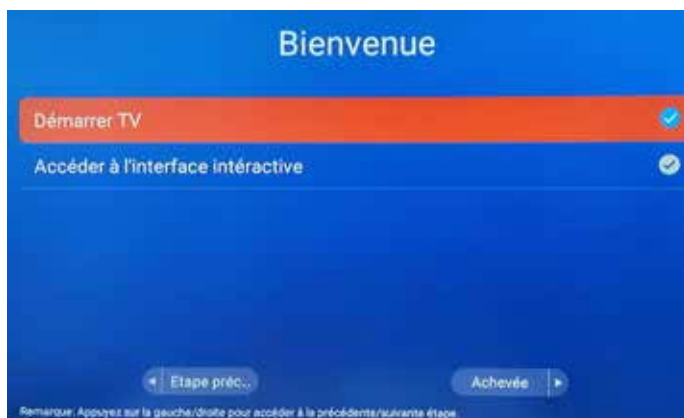 Bienvenue
Démarrer TV
Accéder à l'interface intéractive
Etape préc...
Achevée
Remarque: Appuyez sur la gauche/droite pour accéder à la précédente/suivante étape.